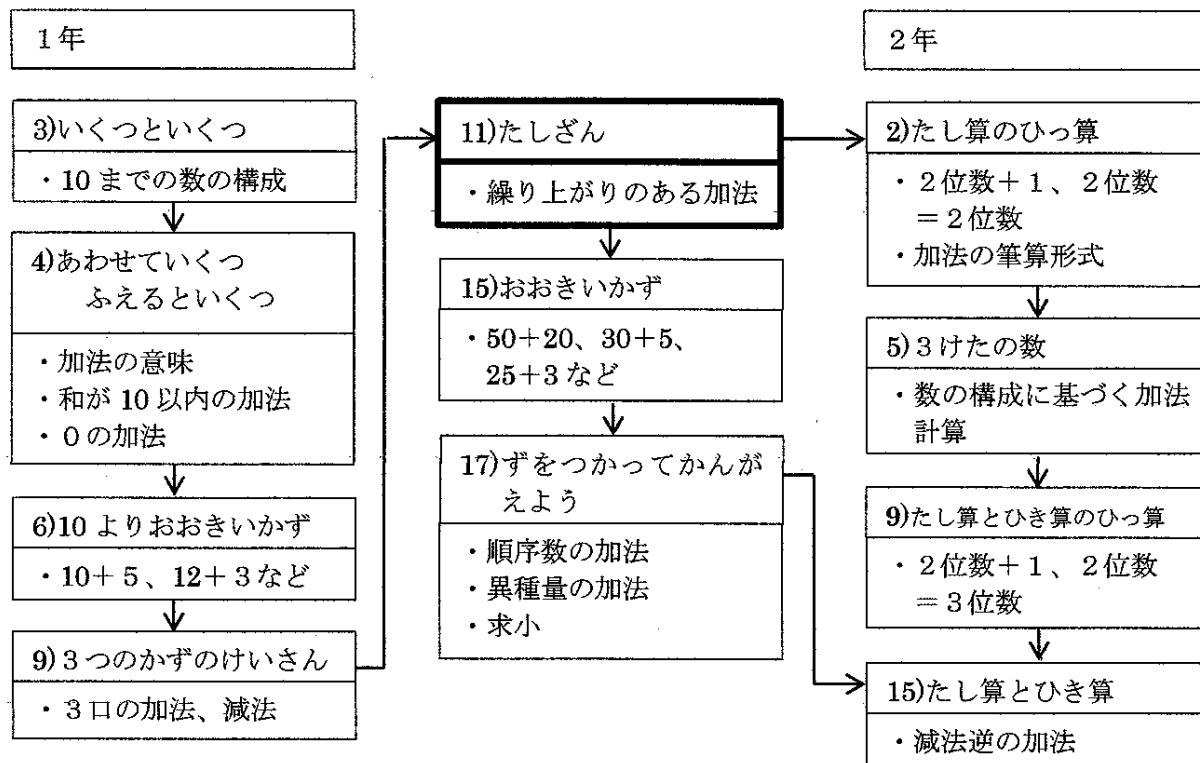 １年
3)いくつといくつ
・10までの数の構成
4)あわせていくつ
ふえるといくつ
・加法の意味
・和が10以内の加法
・０の加法
6)10よりおおきいかず
・10＋５、12＋３など
9)３つのかずのけいさん
・３口の加法、減法
11)たしざん
・繰り上がりのある加法
15)おおきいかず
・50＋20、30＋5、
25＋3など
17)ずをつかってかんが
えよう
・順序数の加法
・異種量の加法
・求小
２年
2)たし算のひっ算
・２位数＋１、２位数
＝２位数
・加法の筆算形式
5)３けたの数
・数の構成に基づく加法
計算
9)たし算とひき算のひっ算
・２位数＋１、２位数
＝３位数
15)たし算とひき算
・減法逆の加法